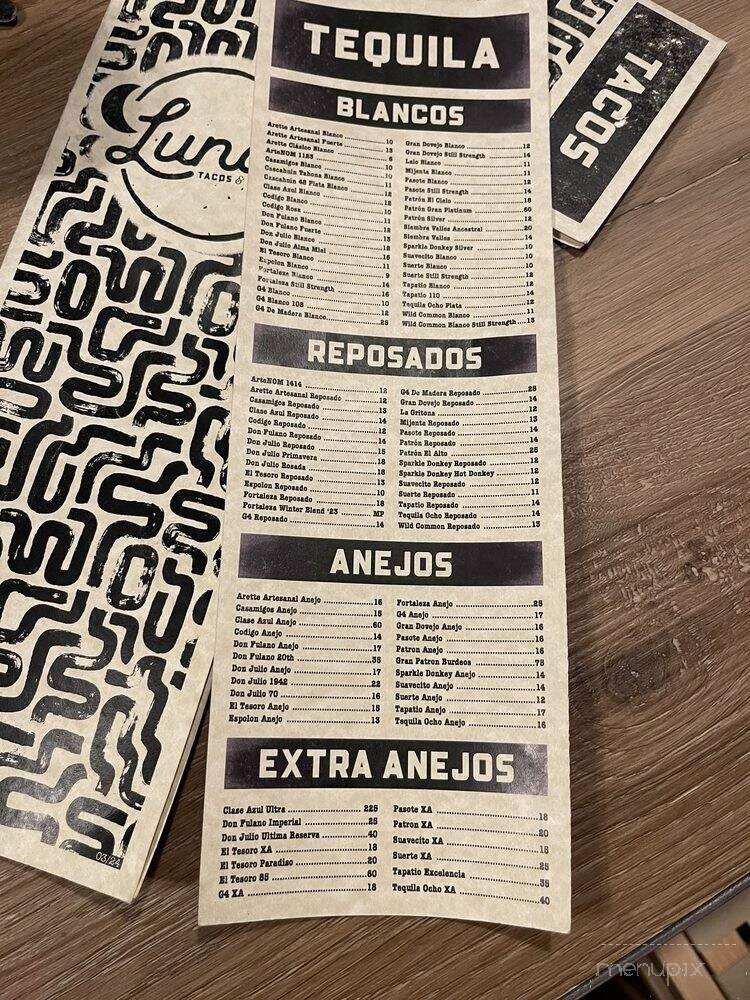 Luna
TACOS &
03/24
TACOS
TEQUILA
BLANCOS
Arette Artesanal Blanco 10
Arette Artesanal Fuerte 13
Arette Clásico Blanco 6
ArteNOM 1123 10
Casamigos Blanco 11
Cascahuin Tahona Blanco 11
Cascahuin 48 Plata Blanco 12
Clase Azul Blanco
Codigo Blanco 10
Codigo Rosa 11
Don Fulano Blanco 12
Don Fulano Fuerte 13
Don Julio Blanco 12
Don Julio Alma Miel 16
El Tesoro Blanco 11
Espolon Blanco 9
Fortaleza Blanco 14
Fortaleza Still Strength 16
G4 Blanco 10
G4 Blanco 108 12
G4 De Madera Blanco 25
Gran Dovejo Blanco 12
Gran Dovejo Still Strength 14
Lalo Blanco 11
Mijenta Blanco 11
Pasote Blanco 12
Pasote Still Strength 14
Patrón El Cielo 18
Patrón Gran Platinum 60
Patrón Silver 12
Siembra Valles Ancestral 20
Siembra Valles 14
Sparkle Donkey Silver 10
Suavecito Blanco 11
Suerte Blanco 10
Suerte Still Strength 11
Tapatio Blanco 12
Tapatio 110 14
Tequila Ocho Plata 12
Wild Common Blanco 11
Wild Common Blanco Still Strength 13
REPOSADOS
ArteNOM 1414 12
Arette Artesanal Reposado 12
Casamigos Reposado 13
Clase Azul Reposado
Codigo Reposado 14
Don Fulano Reposado 14
Don Julio Reposado 15
Don Julio Primavera 18
Don Julio Rosada 18
El Tesoro Reposado 13
Espolon Reposado 10
Fortaleza Reposado 18
Fortaleza Winter Blend '23 MP
G4 Reposado 14
G4 De Madera Reposado 25
Gran Dovejo Reposado 14
La Gritona 12
Mijenta Reposado 13
Pasote Reposado 14
Patrón Reposado 14
Patrón El Alto 25
Sparkle Donkey Reposado 12
Sparkle Donkey Hot Donkey 12
Suavecito Reposado 12
Suerte Reposado 11
Tapatio Reposado 14
Tequila Ocho Reposado 14
Wild Common Reposado 13
ANEJOS
Arette Artesanal Anejo 16
Casamigos Anejo 15
Clase Azul Anejo 60
Codigo Anejo 14
Don Fulano Anejo 17
Don Fulano 20th 35
Don Julio Anejo 17
Don Julio 1942 22
Don Julio 70 16
El Tesoro Anejo 15
Espolon Anejo 13
Fortaleza Anejo 25
G4 Anejo 17
Gran Dovejo Anejo 16
Pasote Anejo 16
Patron Anejo 16
Gran Patron Burdeos 75
Sparkle Donkey Anejo 14
Suavecito Anejo 14
Suerte Anejo 12
Tapatio Anejo 17
Tequila Ocho Anejo 16
EXTRA ANEJOS
Clase Azul Ultra 225
Don Fulano Imperial 25
Don Julio Ultima Reserva 40
El Tesoro XA 18
El Tesoro Paradiso 20
El Tesoro 85 60
G4 XA 18
Pasote XA 18
Patron XA 20
Suavecito XA 18
Suerte XA 25
Tapatio Excelencia 35
Tequila Ocho XA 40
menupix